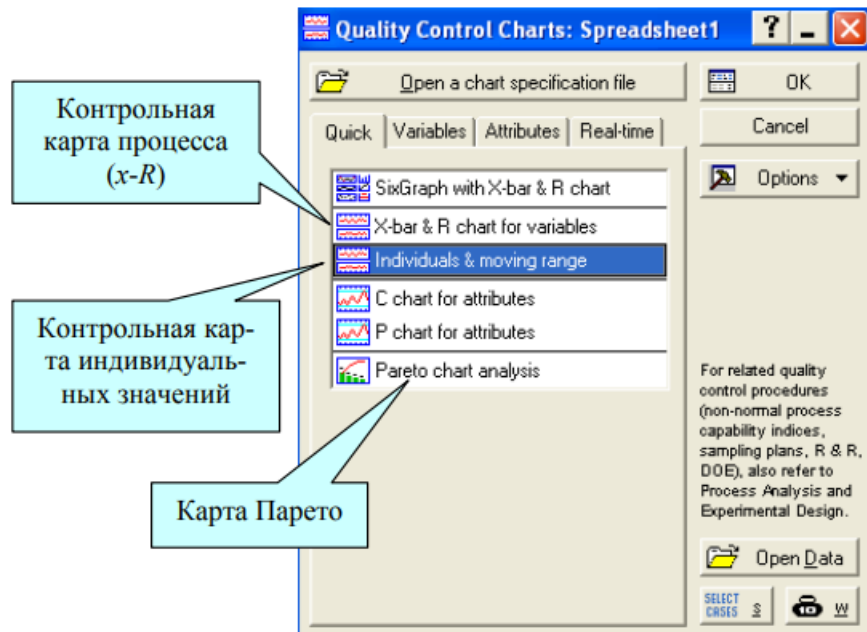 Quality Control Charts: Spreadsheet1
Open a chart specification file
OK
Cancel
Options
Quick
Variables
Attributes
Real-time
SixGraph with X-bar & R chart
X-bar & R chart for variables
Individuals & moving range
C chart for attributes
P chart for attributes
Pareto chart analysis
Контрольная
карта процесса
(x-R)
Контрольная кар-
та индивидуаль-
ных значений
Карта Парето
For related quality
control procedures
(non-normal process
capability indices,
sampling plans, R & R,
DOE), also refer to
Process Analysis and
Experimental Design.
Open Data
SELECT
CASES
S
W